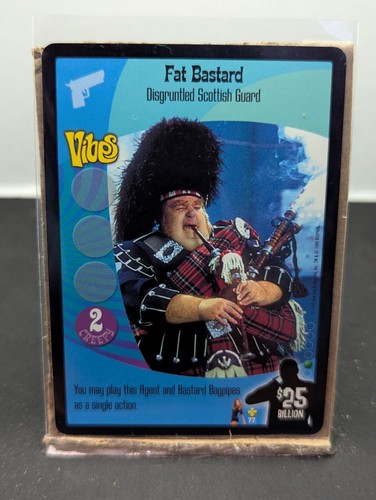 Fat Bastard
Disgruntled Scottish Guard
Vibes
2
CREEPY
You may play this Agent and Bastard Bagpipes
as a single action.
77
$25
BILLION